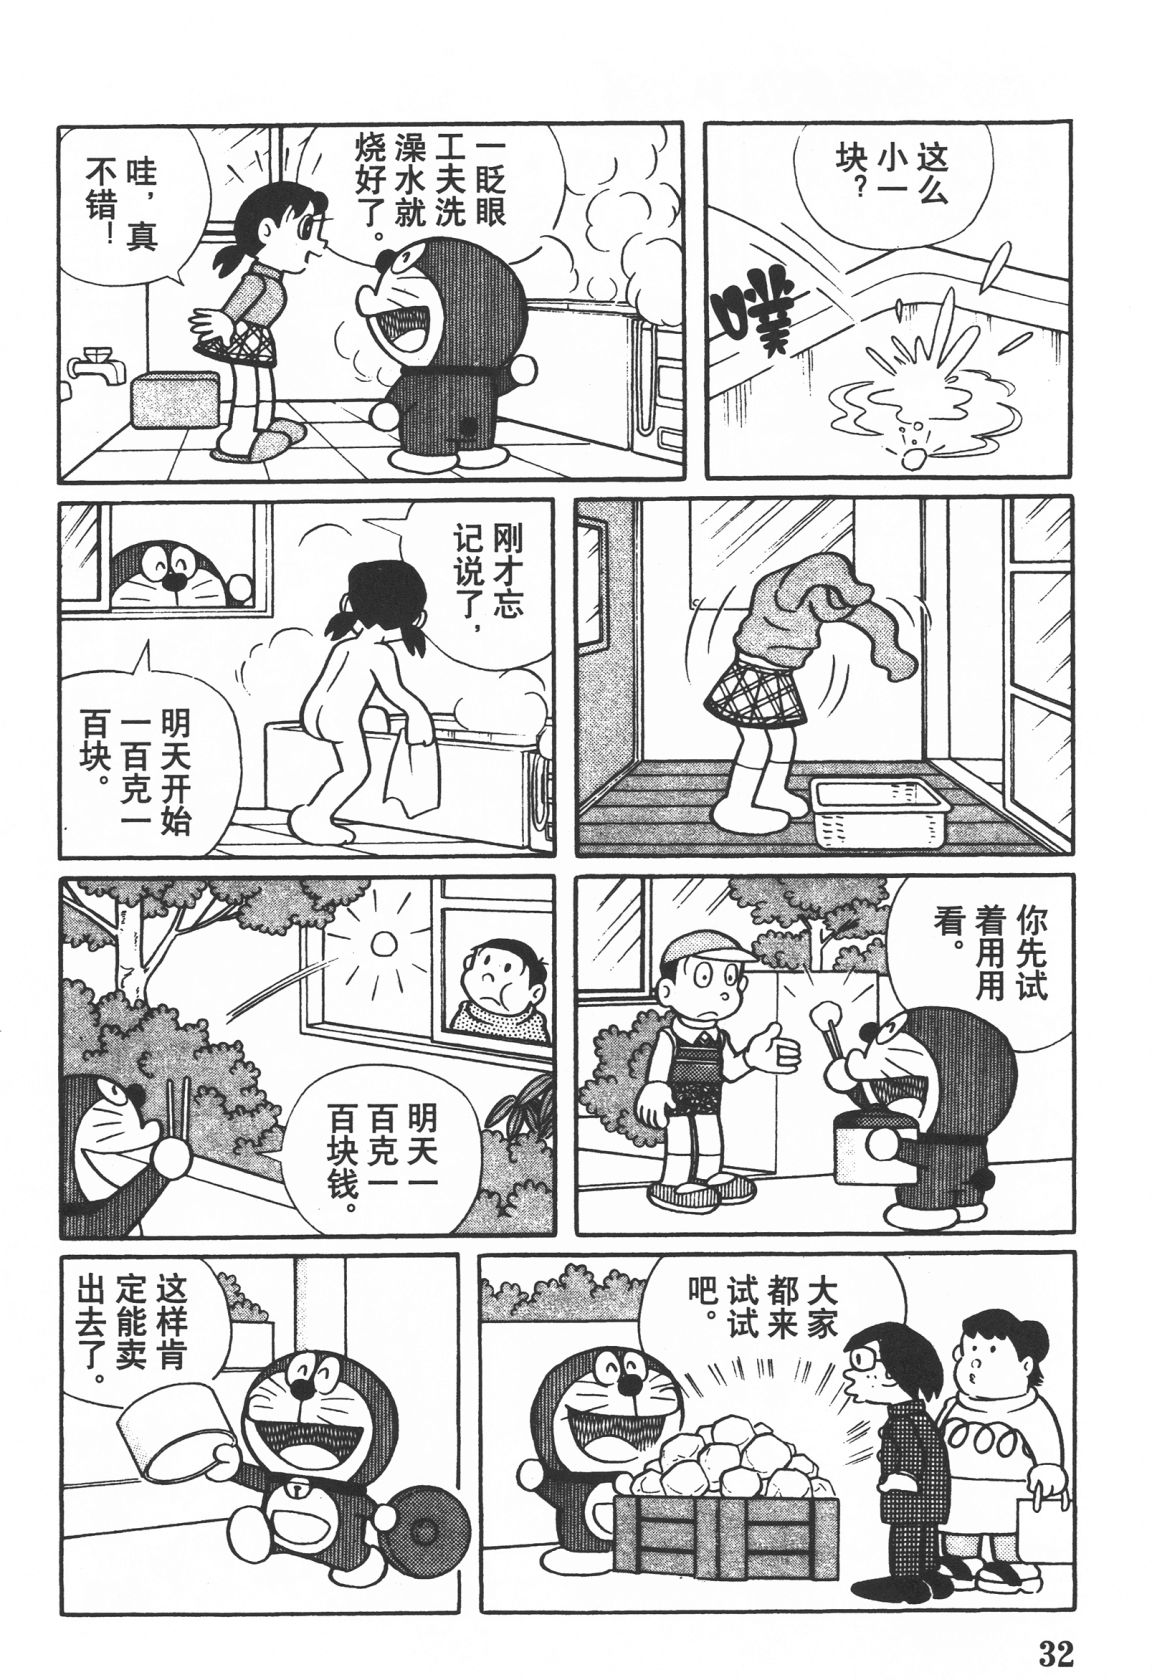 这么
小一
块？
噗
一眨眼
工夫洗
澡水就
烧好了。
哇，真
不错！
刚才忘
记说了，
明天开始
一百克一
百块。
你先试
着用用
看。
明天一
百克一
百块钱。
大家
都来
试试
吧。
这样肯
定能卖
出去了。
32